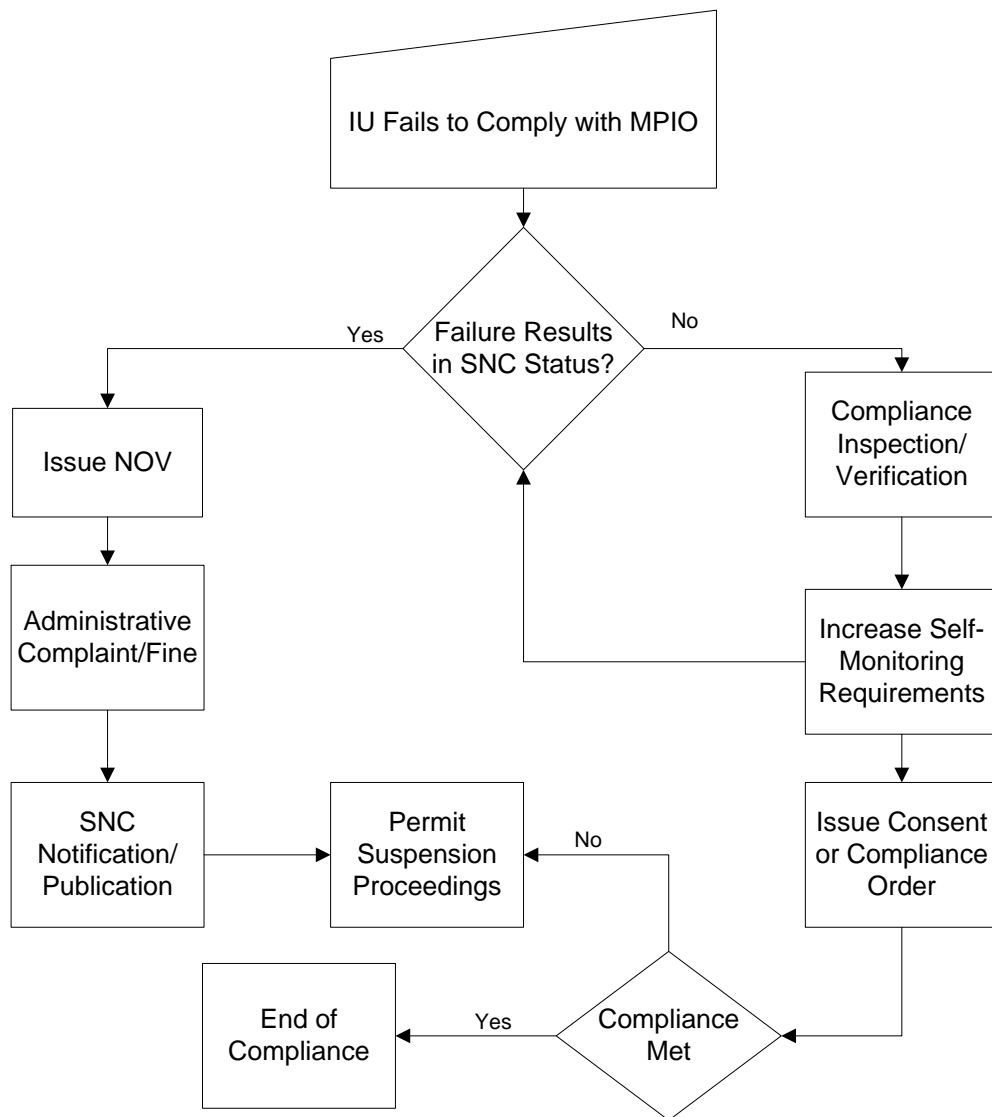 IU Fails to Comply with MPIO
Failure Results
in SNC Status?
Yes
No
Issue NOV
Compliance
Inspection/
Verification
Administrative
Complaint/Fine
Increase Self-
Monitoring
Requirements
SNC
Notification/
Publication
Permit
Suspension
Proceedings
No
Issue Consent
or Compliance
Order
End of
Compliance
Yes
Compliance
Met